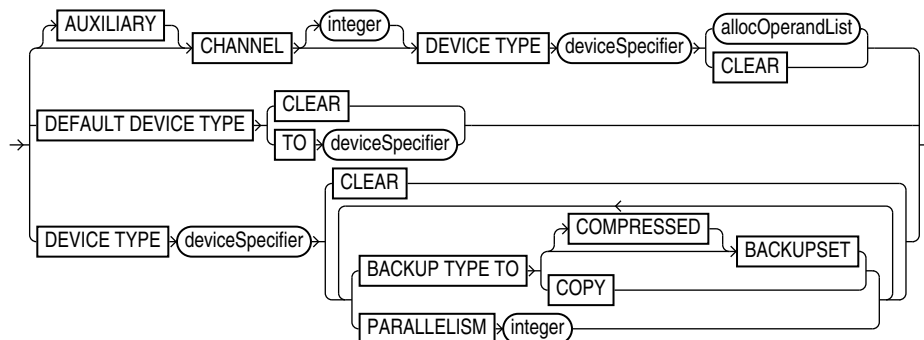 AUXILIARY
CHANNEL
integer
DEVICE TYPE
deviceSpecifier
allocOperandList
CLEAR
DEFAULT DEVICE TYPE
CLEAR
TO
deviceSpecifier
DEVICE TYPE
deviceSpecifier
CLEAR
BACKUP TYPE TO
COMPRESSED
BACKUPSET
COPY
PARALLELISM
integer